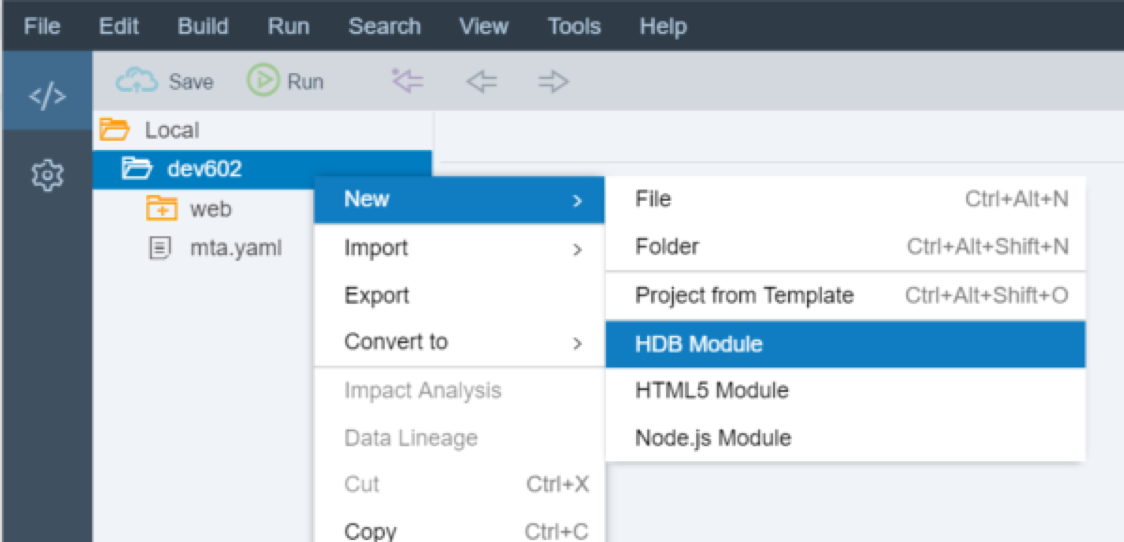 File Edit Build Run Search View Tools Help
</> Save Run
Local
dev602
web
mta.yaml
New >
Import >
Export
Convert to >
Impact Analysis
Data Lineage
Cut Ctrl+X
Copy Ctrl+C
File Ctrl+Alt+N
Folder Ctrl+Alt+Shift+N
Project from Template Ctrl+Alt+Shift+O
HDB Module
HTML5 Module
Node.js Module